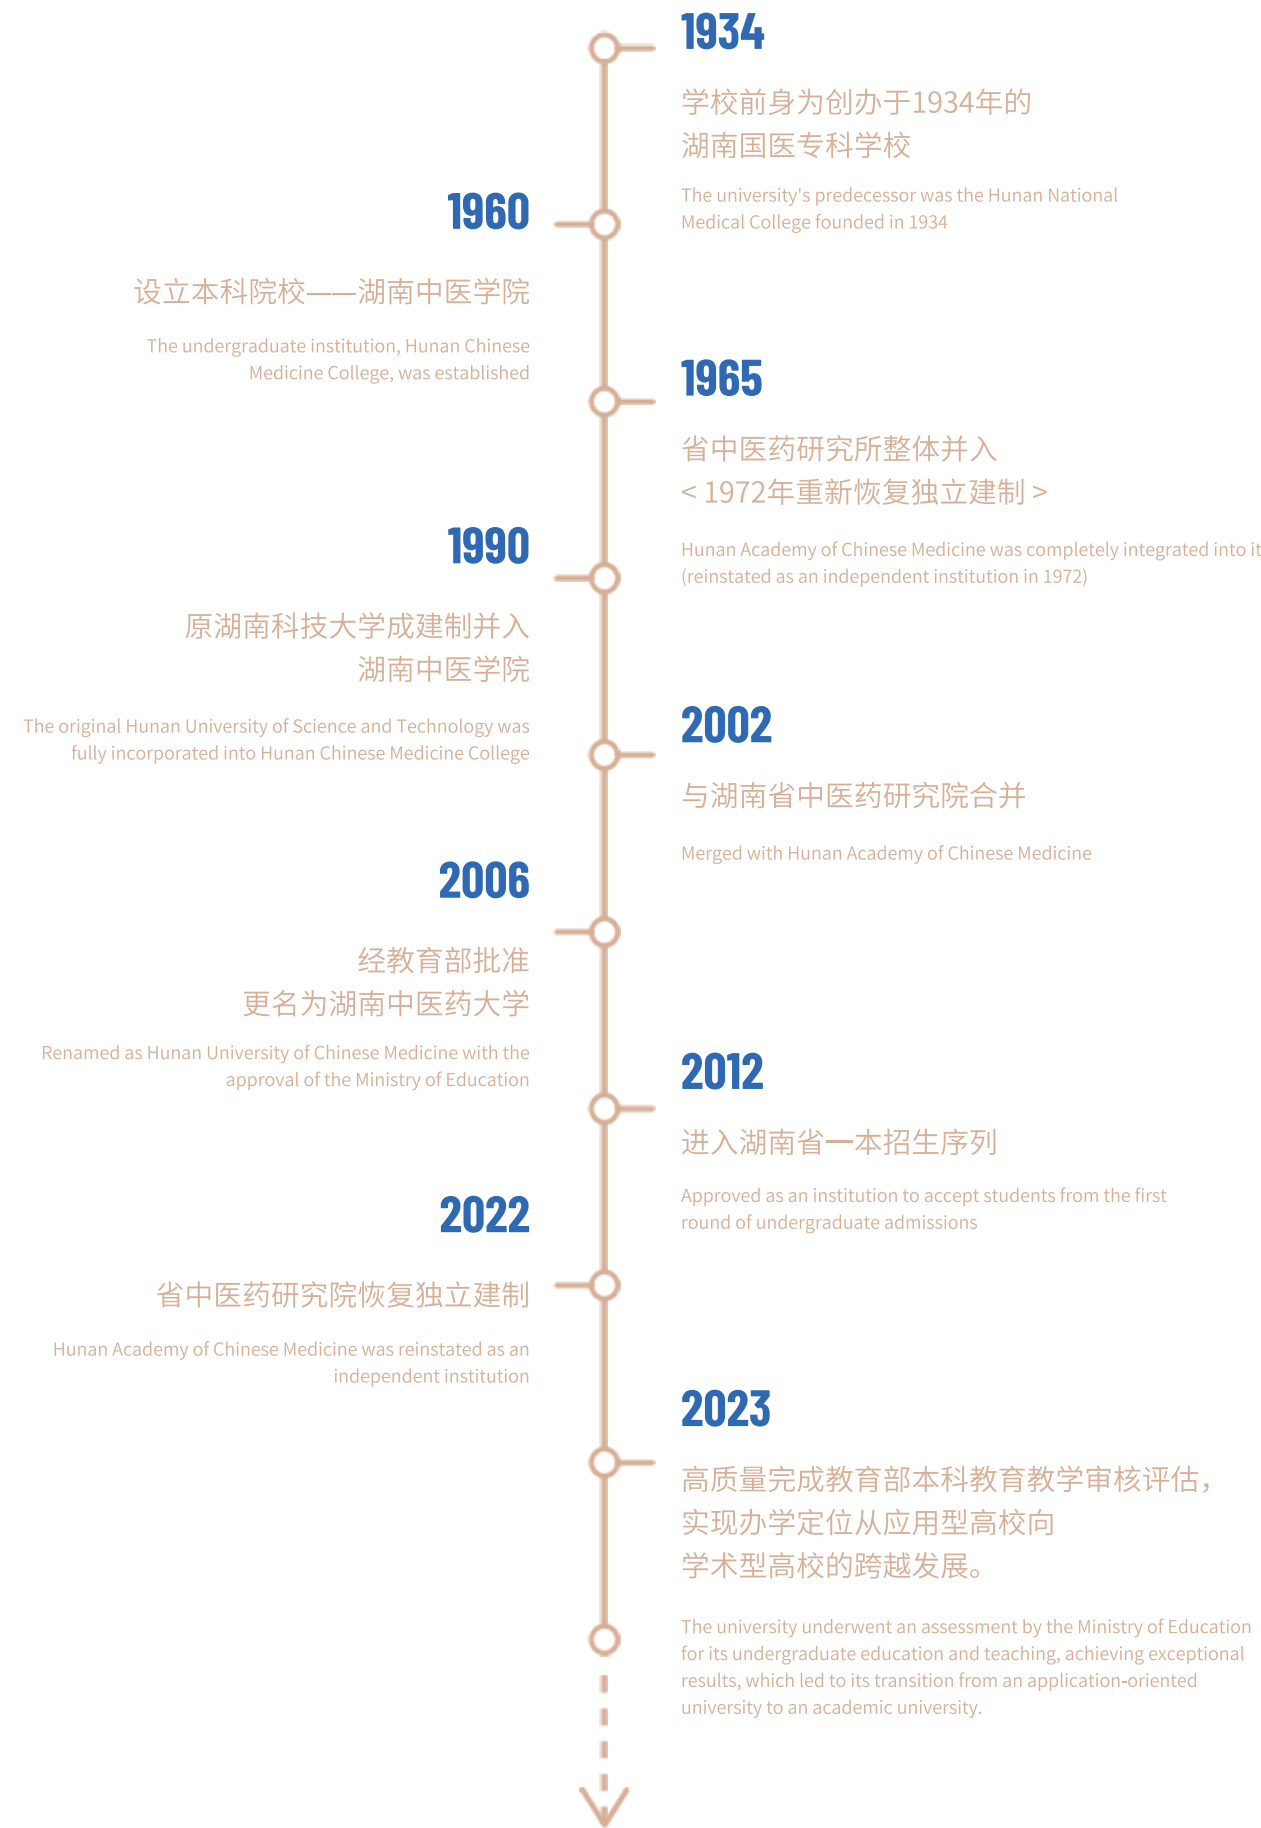 1934
学校前身为创办于1934年的
湖南国医专科学校
The university's predecessor was the Hunan National
Medical College founded in 1934
1960
设立本科院校——湖南中医学院
The undergraduate institution, Hunan Chinese
Medicine College, was established
1965
省中医药研究所整体并入
< 1972年重新恢复独立建制 >
Hunan Academy of Chinese Medicine was completely integrated into it
(reinstated as an independent institution in 1972)
1990
原湖南科技大学成建制并入
湖南中医学院
The original Hunan University of Science and Technology was
fully incorporated into Hunan Chinese Medicine College
2002
与湖南省中医药研究院合并
Merged with Hunan Academy of Chinese Medicine
2006
经教育部批准
更名为湖南中医药大学
Renamed as Hunan University of Chinese Medicine with the
approval of the Ministry of Education
2012
进入湖南省一本招生序列
Approved as an institution to accept students from the first
round of undergraduate admissions
2022
省中医药研究院恢复独立建制
Hunan Academy of Chinese Medicine was reinstated as an
independent institution
2023
高质量完成教育部本科教育教学审核评估，
实现办学定位从应用型高校向
学术型高校的跨越发展。
The university underwent an assessment by the Ministry of Education
for its undergraduate education and teaching, achieving exceptional
results, which led to its transition from an application-oriented
university to an academic university.